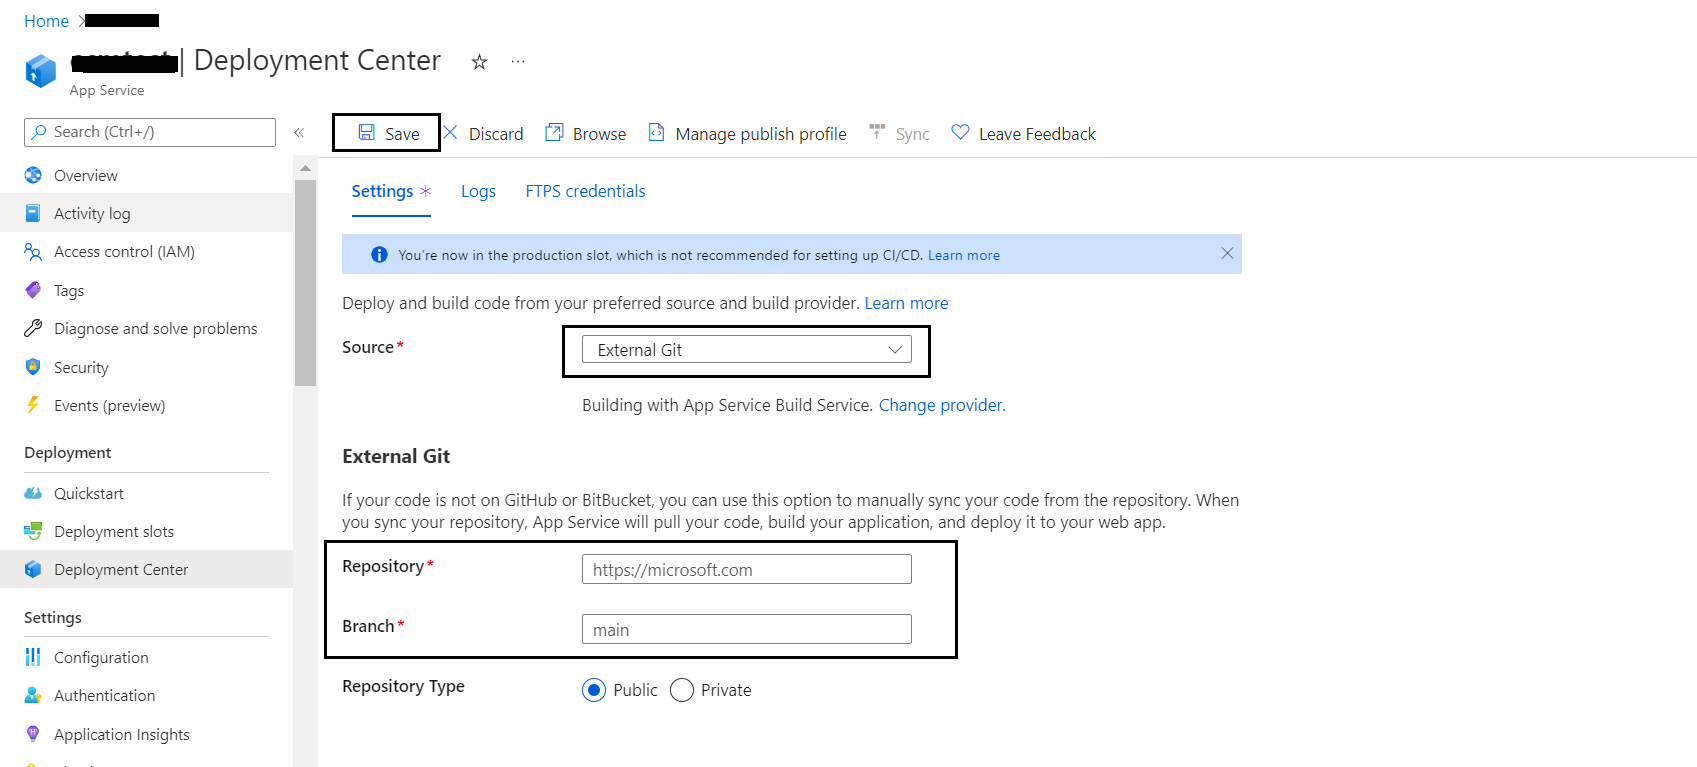 Home >
| Deployment Center ☆ ...
App Service
Search (Ctrl+/) «
Save Discard Browse Manage publish profile Sync Leave Feedback
Overview
Activity log
Access control (IAM)
Tags
Diagnose and solve problems
Security
Events (preview)
Deployment
Quickstart
Deployment slots
Deployment Center
Settings
Configuration
Authentication
Application Insights
Settings * Logs FTPS credentials
You're now in the production slot, which is not recommended for setting up CI/CD. Learn more
Deploy and build code from your preferred source and build provider. Learn more
Source* External Git
Building with App Service Build Service. Change provider.
External Git
If your code is not on GitHub or BitBucket, you can use this option to manually sync your code from the repository. When
you sync your repository, App Service will pull your code, build your application, and deploy it to your web app.
Repository* https://microsoft.com
Branch* main
Repository Type Public Private